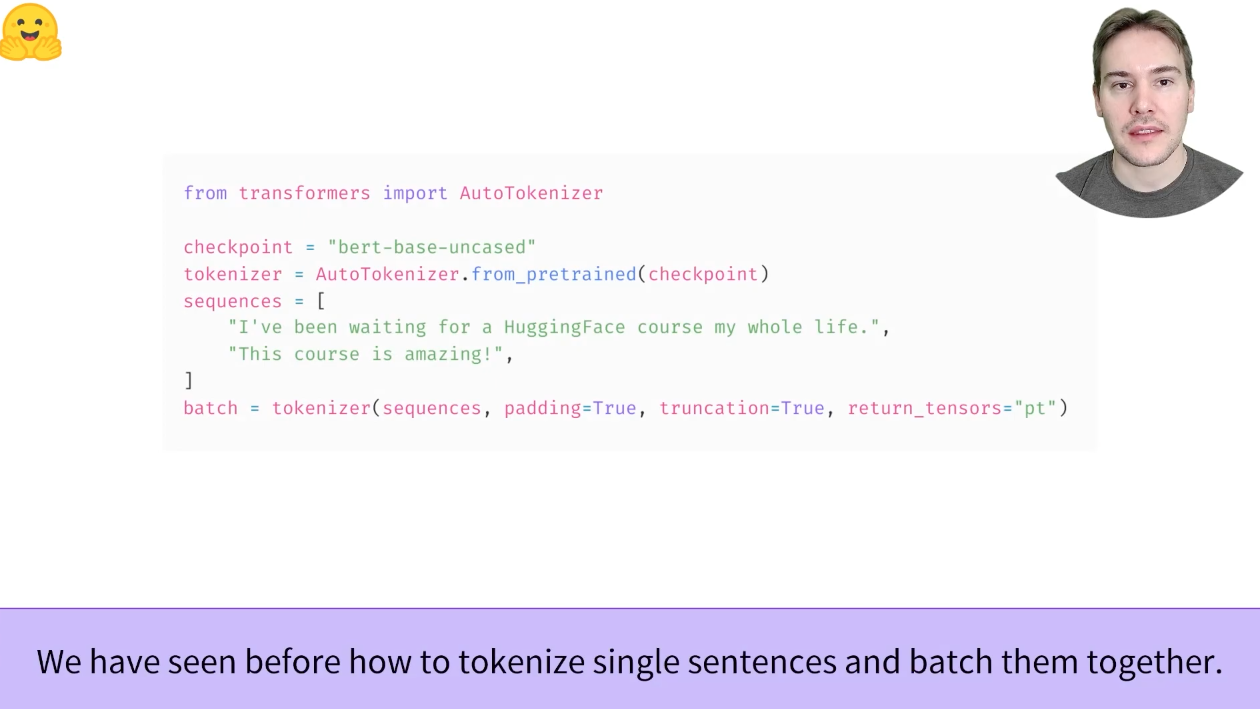 from transformers import AutoTokenizer
checkpoint = "bert-base-uncased"
tokenizer = AutoTokenizer.from_pretrained(checkpoint)
sequences = [
    "I've been waiting for a HuggingFace course my whole life.",
    "This course is amazing!",
]
batch = tokenizer(sequences, padding=True, truncation=True, return_tensors="pt")
We have seen before how to tokenize single sentences and batch them together.